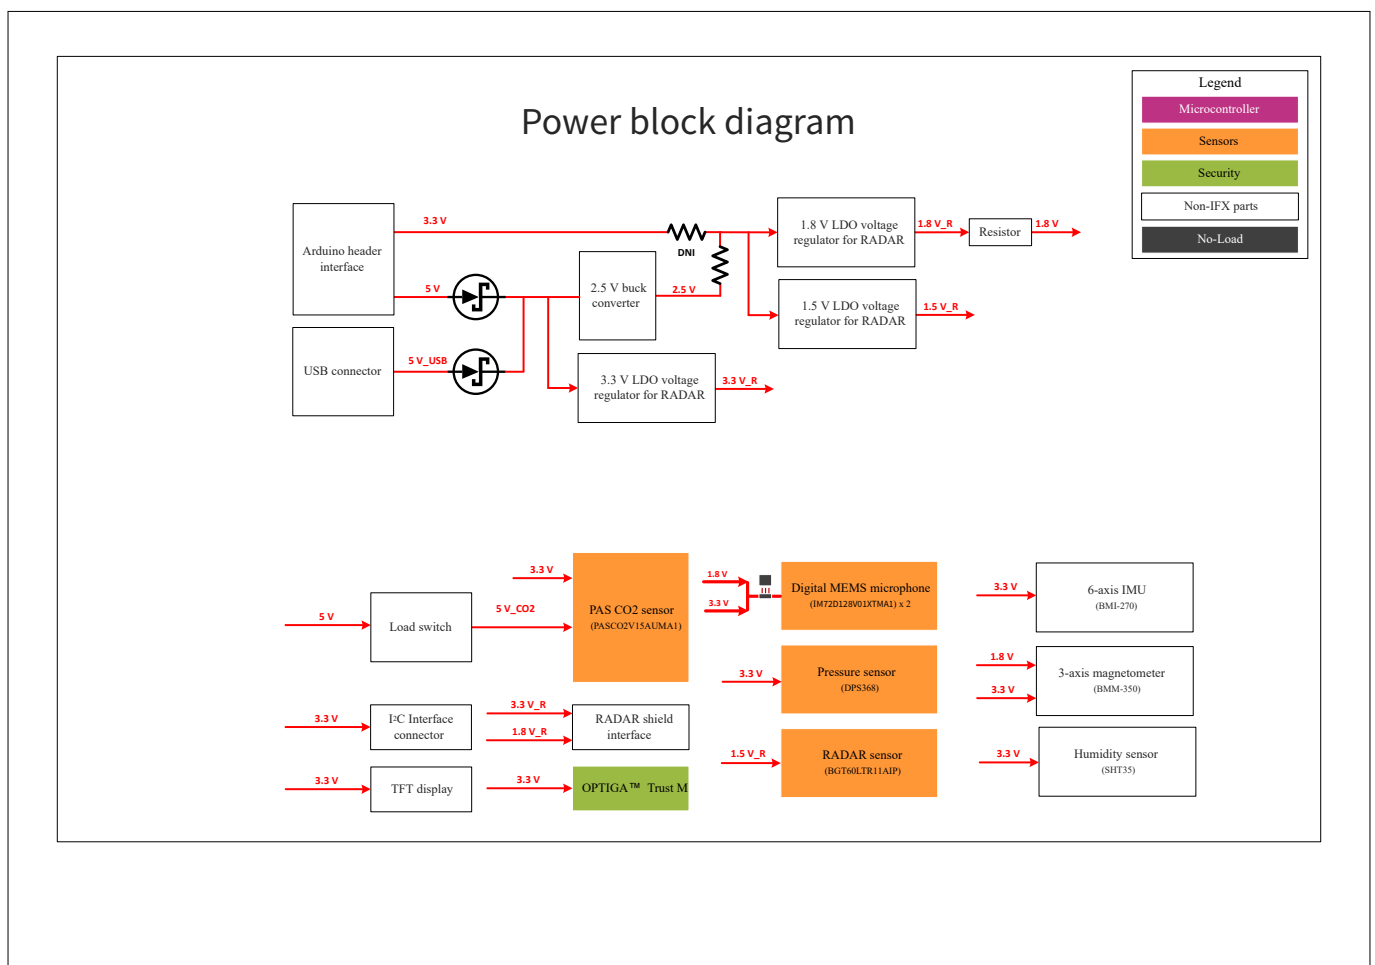 Power block diagram
Legend
Microcontroller
Sensors
Security
Non-IFX parts
No-Load
Arduino header
interface
3.3 V
5 V
USB connector
5 V_USB
DNI
2.5 V buck
converter
2.5 V
3.3 V LDO voltage
regulator for RADAR
3.3 V_R
1.8 V LDO voltage
regulator for RADAR
1.8 V_R
Resistor
1.8 V
1.5 V LDO voltage
regulator for RADAR
1.5 V_R
5 V
Load switch
5 V_CO2
3.3 V
PAS CO2 sensor
(PASCO2V15AUMA1)
1.8 V
3.3 V
Digital MEMS microphone
(IM72D128V01XTMA1) x 2
3.3 V
6-axis IMU
(BMI-270)
3.3 V
Pressure sensor
(DPS368)
1.8 V
3.3 V
3-axis magnetometer
(BMM-350)
3.3 V
I²C Interface
connector
3.3 V_R
1.8 V_R
RADAR shield
interface
1.5 V_R
RADAR sensor
(BGT60LTR11AIP)
3.3 V
Humidity sensor
(SHT35)
3.3 V
TFT display
3.3 V
OPTIGA™ Trust M